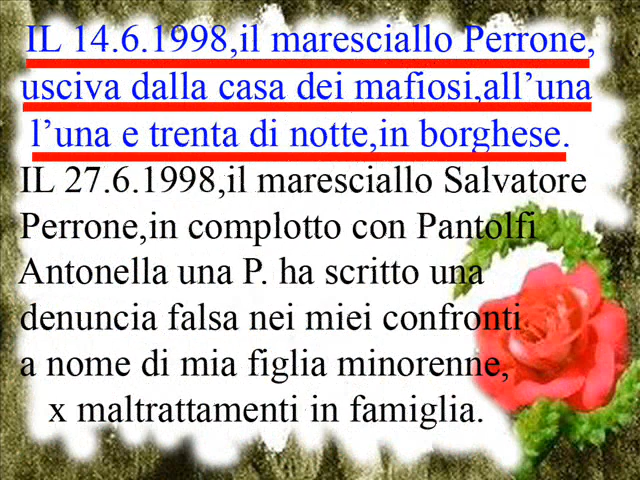 IL 14.6.1998,il maresciallo Perrone,
usciva dalla casa dei mafiosi,all’una
l’una e trenta di notte,in borghese.
IL 27.6.1998,il maresciallo Salvatore
Perrone,in complotto con Pantolfi
Antonella una P. ha scritto una
denuncia falsa nei miei confronti
a nome di mia figlia minorenne,
x maltrattamenti in famiglia.